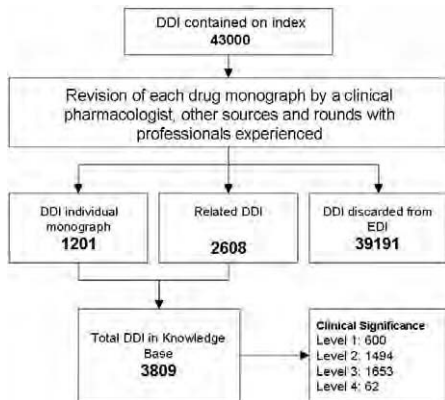 DDI contained on index
43000
Revision of each drug monograph by a clinical
pharmacologist, other sources and rounds with
professionals experienced
DDI individual
monograph
1201
Related DDI
2608
DDI discarded from
EDI
39191
Total DDI in Knowledge
Base
3809
Clinical Significance
Level 1: 600
Level 2: 1494
Level 3: 1653
Level 4: 62